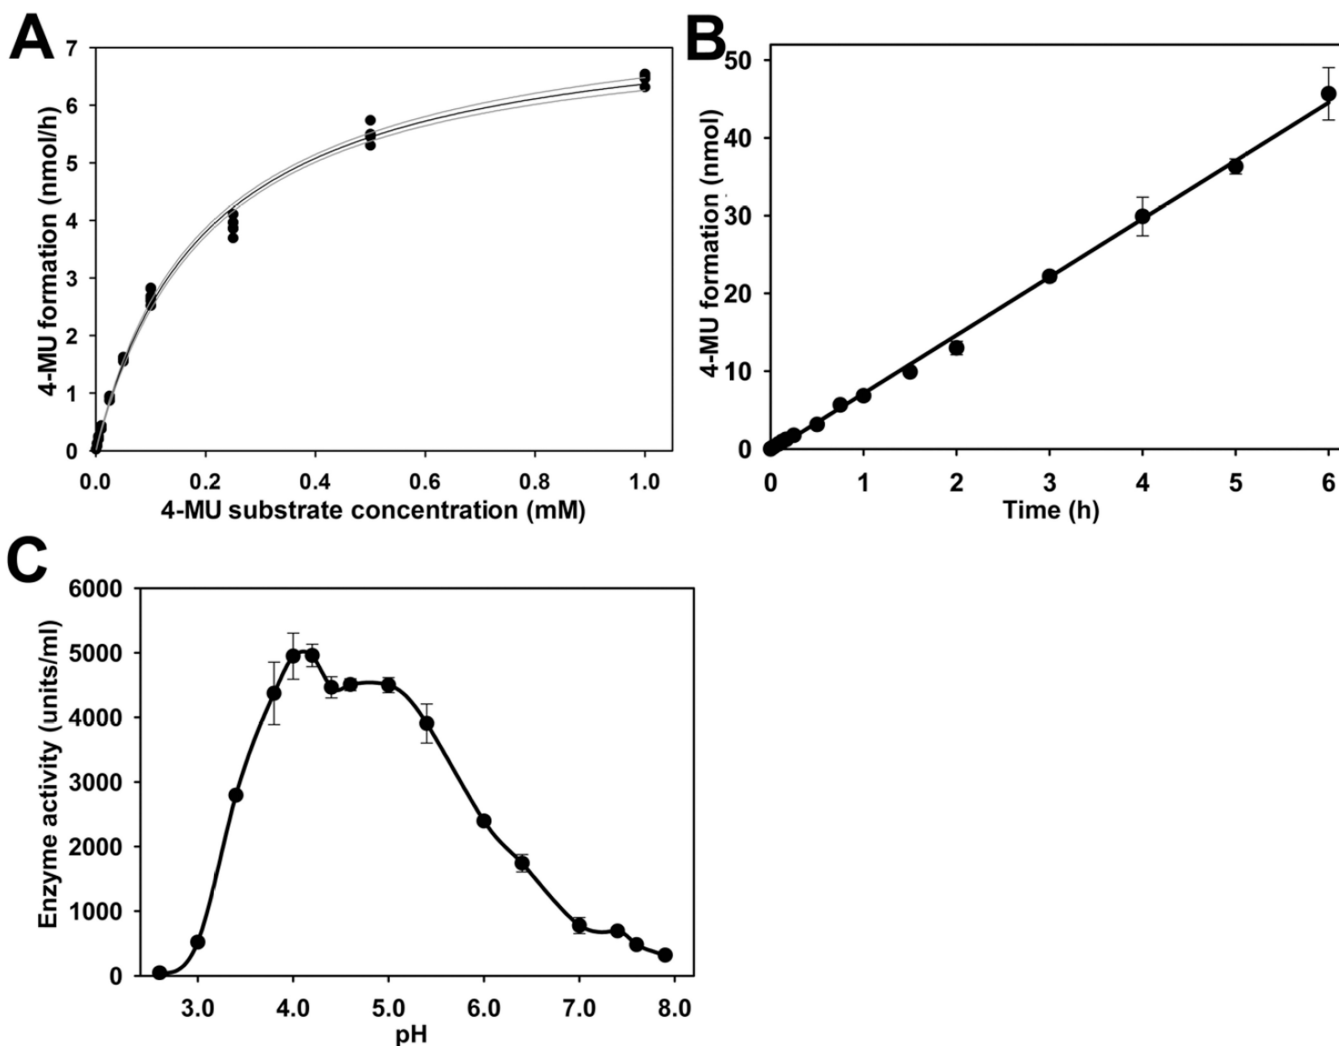 A
7
6
5
4
3
2
1
0
4-MU formation (nmol/h)
0.0 0.2 0.4 0.6 0.8 1.0
4-MU substrate concentration (mM)
B
50
40
30
20
10
0
4-MU formation (nmol)
0 1 2 3 4 5 6
Time (h)
C
6000
5000
4000
3000
2000
1000
0
Enzyme activity (units/ml)
3.0 4.0 5.0 6.0 7.0 8.0
pH